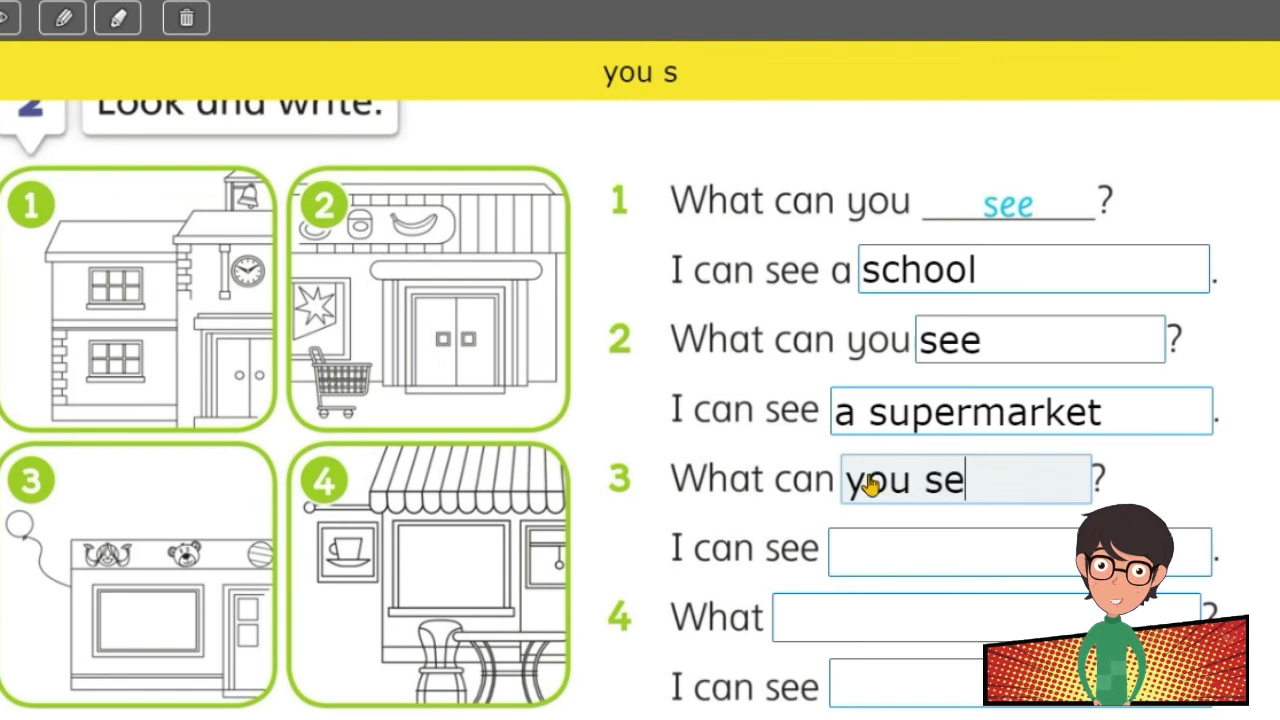 you s
2 Look and write.
1
2
3
4
1 What can you see ?
I can see a school .
2 What can you see ?
I can see a supermarket .
3 What can you se ?
I can see .
4 What ?
I can see